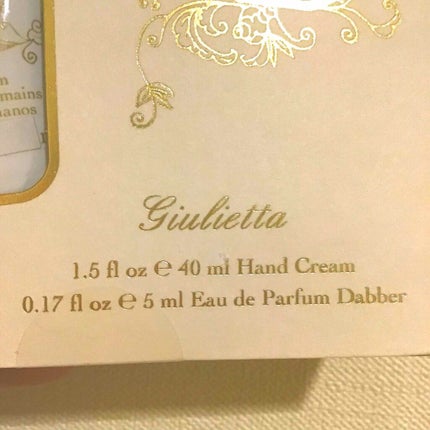 mains
Giulietta
1.5 fl oz ℮ 40 ml Hand Cream
0.17 fl oz ℮ 5 ml Eau de Parfum Dabber